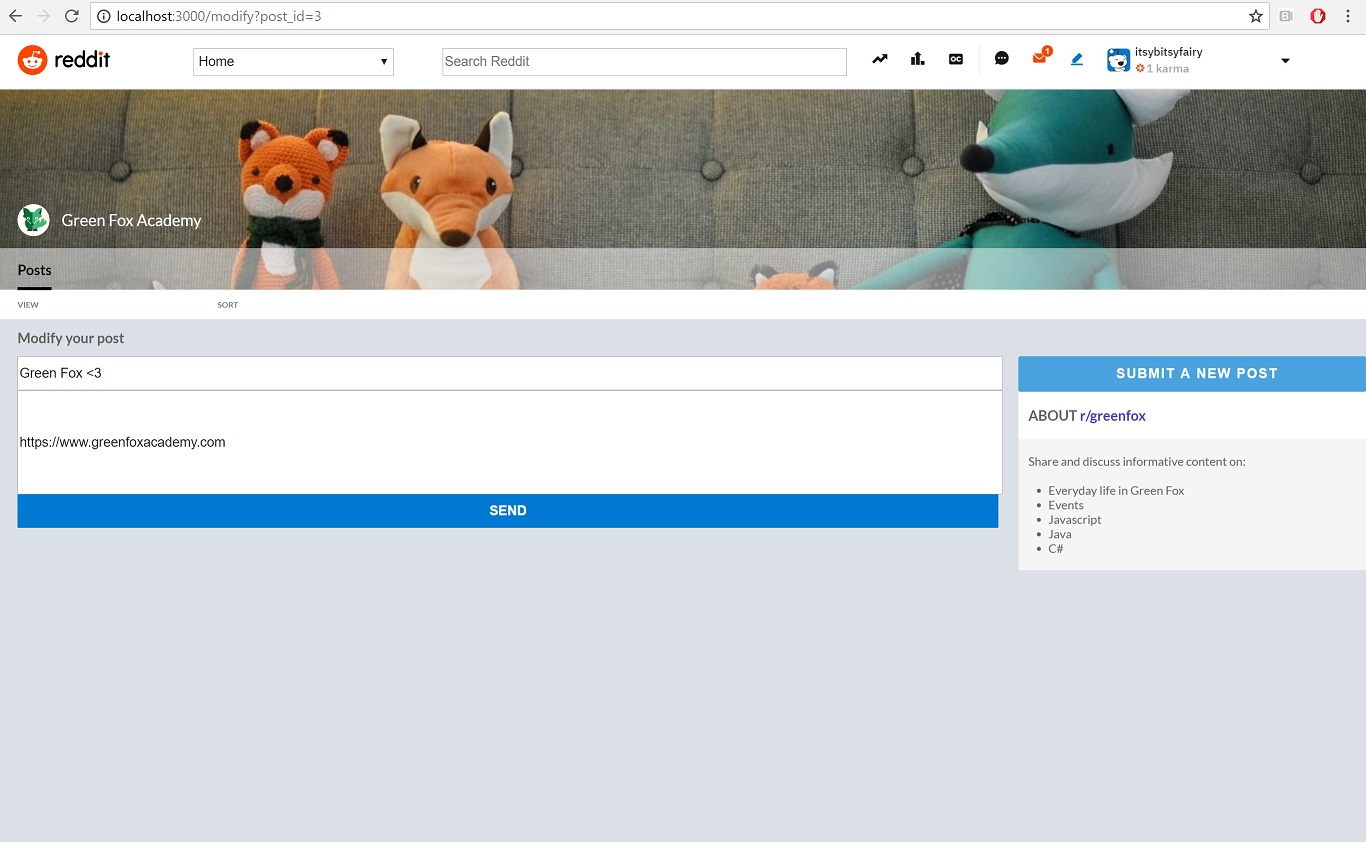 localhost:3000/modify?post_id=3
reddit
Home
Search Reddit
OC
1
itsybitsyfairy
1 karma
Green Fox Academy
Posts
VIEW
SORT
Modify your post
Green Fox <3
https://www.greenfoxacademy.com
SEND
SUBMIT A NEW POST
ABOUT r/greenfox
Share and discuss informative content on:
• Everyday life in Green Fox
• Events
• Javascript
• Java
• C#